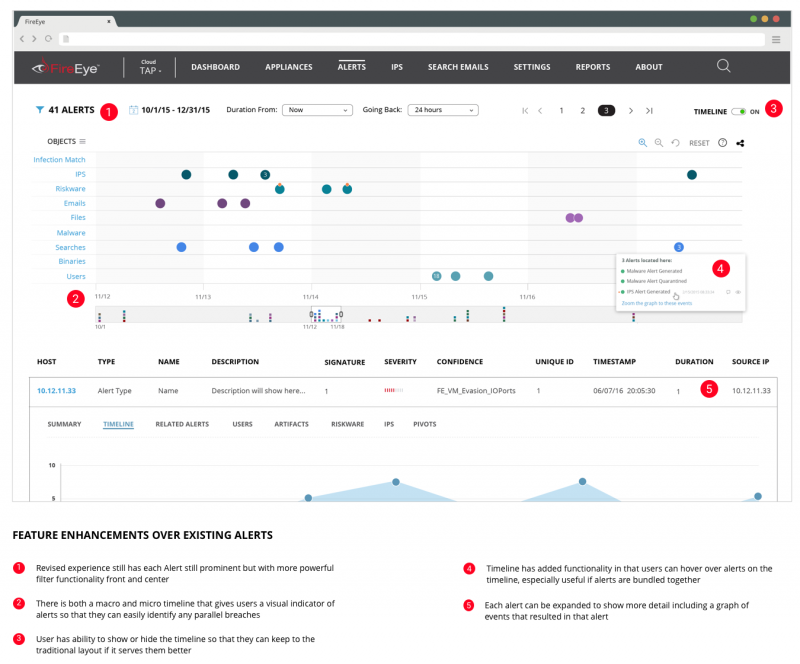 FireEye
FireEye
Cloud
TAP
DASHBOARD
APPLIANCES
ALERTS
IPS
SEARCH EMAILS
SETTINGS
REPORTS
ABOUT
41 ALERTS
1
10/1/15 - 12/31/15
Duration From:
Now
Going Back:
24 hours
1 2 3
TIMELINE
ON
3
OBJECTS
RESET
Infection Match
IPS
3
Riskware
Emails
Files
Malware
Searches
3
Binaries
Users
18
3 Alerts located here:
Malware Alert Generated
Malware Alert Quarantined
IPS Alert Generated
Zoom the graph to these events
4
2
11/12 11/13 11/14 11/15 11/16
10/1 11/12 11/18
HOST TYPE NAME DESCRIPTION SIGNATURE SEVERITY CONFIDENCE UNIQUE ID TIMESTAMP DURATION SOURCE IP
10.12.11.33 Alert Type Name Description will show here... 1 FE_VM_Evasion_IOPorts 1 06/07/16 20:05:30 1 10.12.11.33
5
SUMMARY TIMELINE RELATED ALERTS USERS ARTIFACTS RISKWARE IPS PIVOTS
10
5
FEATURE ENHANCEMENTS OVER EXISTING ALERTS
1 Revised experience still has each Alert still prominent but with more powerful
filter functionality front and center
2 There is both a macro and micro timeline that gives users a visual indicator of
alerts so that they can easily identify any parallel breaches
3 User has ability to show or hide the timeline so that they can keep to the
traditional layout if it serves them better
4 Timeline has added functionality in that users can hover over alerts on the
timeline, especially useful if alerts are bundled together
5 Each alert can be expanded to show more detail including a graph of
events that resulted in that alert